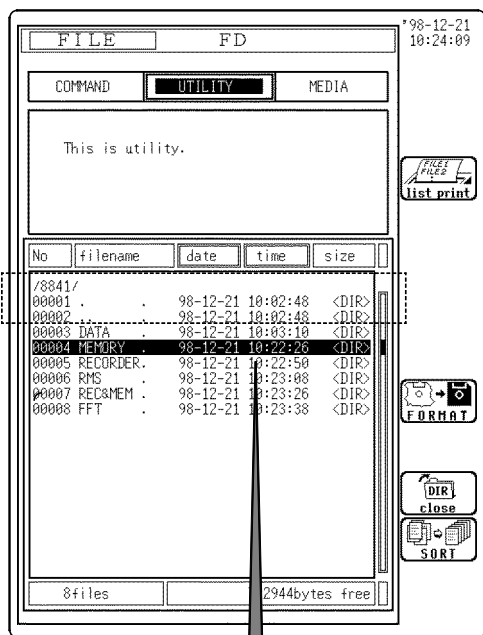 '98-12-21
10:24:09
FILE FD
COMMAND UTILITY MEDIA
This is utility.
FILE1
FILE2
list print
No filename date time size
/8841/
00001 . . 98-12-21 10:02:48 <DIR>
00002 .. . 98-12-21 10:02:48 <DIR>
00003 DATA . 98-12-21 10:03:10 <DIR>
00004 MEMORY . 98-12-21 10:22:26 <DIR>
00005 RECORDER. 98-12-21 10:22:50 <DIR>
00006 RMS . 98-12-21 10:23:08 <DIR>
00007 REC&MEM . 98-12-21 10:23:26 <DIR>
00008 FFT . 98-12-21 10:23:38 <DIR>
FORMAT
DIR
close
SORT
8files 2944bytes free